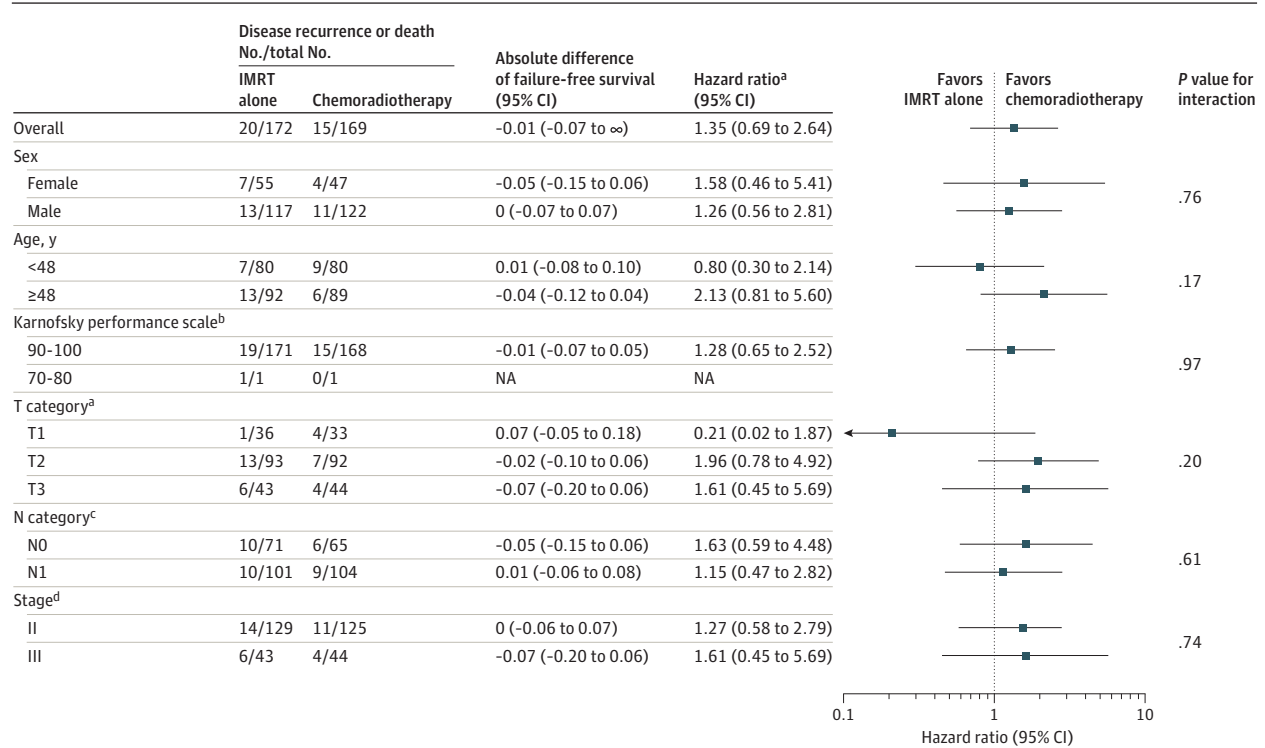 Disease recurrence or death
No./total No.
IMRT alone
Chemoradiotherapy
Absolute difference of failure-free survival (95% CI)
Hazard ratioᵃ (95% CI)
Favors IMRT alone
Favors chemoradiotherapy
P value for interaction
Overall 20/172 15/169 -0.01 (-0.07 to ∞) 1.35 (0.69 to 2.64)
Sex
Female 7/55 4/47 -0.05 (-0.15 to 0.06) 1.58 (0.46 to 5.41)
.76
Male 13/117 11/122 0 (-0.07 to 0.07) 1.26 (0.56 to 2.81)
Age, y
<48 7/80 9/80 0.01 (-0.08 to 0.10) 0.80 (0.30 to 2.14)
.17
≥48 13/92 6/89 -0.04 (-0.12 to 0.04) 2.13 (0.81 to 5.60)
Karnofsky performance scaleᵇ
90-100 19/171 15/168 -0.01 (-0.07 to 0.05) 1.28 (0.65 to 2.52)
.97
70-80 1/1 0/1 NA NA
T categoryᵃ
T1 1/36 4/33 0.07 (-0.05 to 0.18) 0.21 (0.02 to 1.87)
T2 13/93 7/92 -0.02 (-0.10 to 0.06) 1.96 (0.78 to 4.92) .20
T3 6/43 4/44 -0.07 (-0.20 to 0.06) 1.61 (0.45 to 5.69)
N categoryᶜ
N0 10/71 6/65 -0.05 (-0.15 to 0.06) 1.63 (0.59 to 4.48)
.61
N1 10/101 9/104 0.01 (-0.06 to 0.08) 1.15 (0.47 to 2.82)
Stageᵈ
II 14/129 11/125 0 (-0.06 to 0.07) 1.27 (0.58 to 2.79)
.74
III 6/43 4/44 -0.07 (-0.20 to 0.06) 1.61 (0.45 to 5.69)
0.1 1 10
Hazard ratio (95% CI)